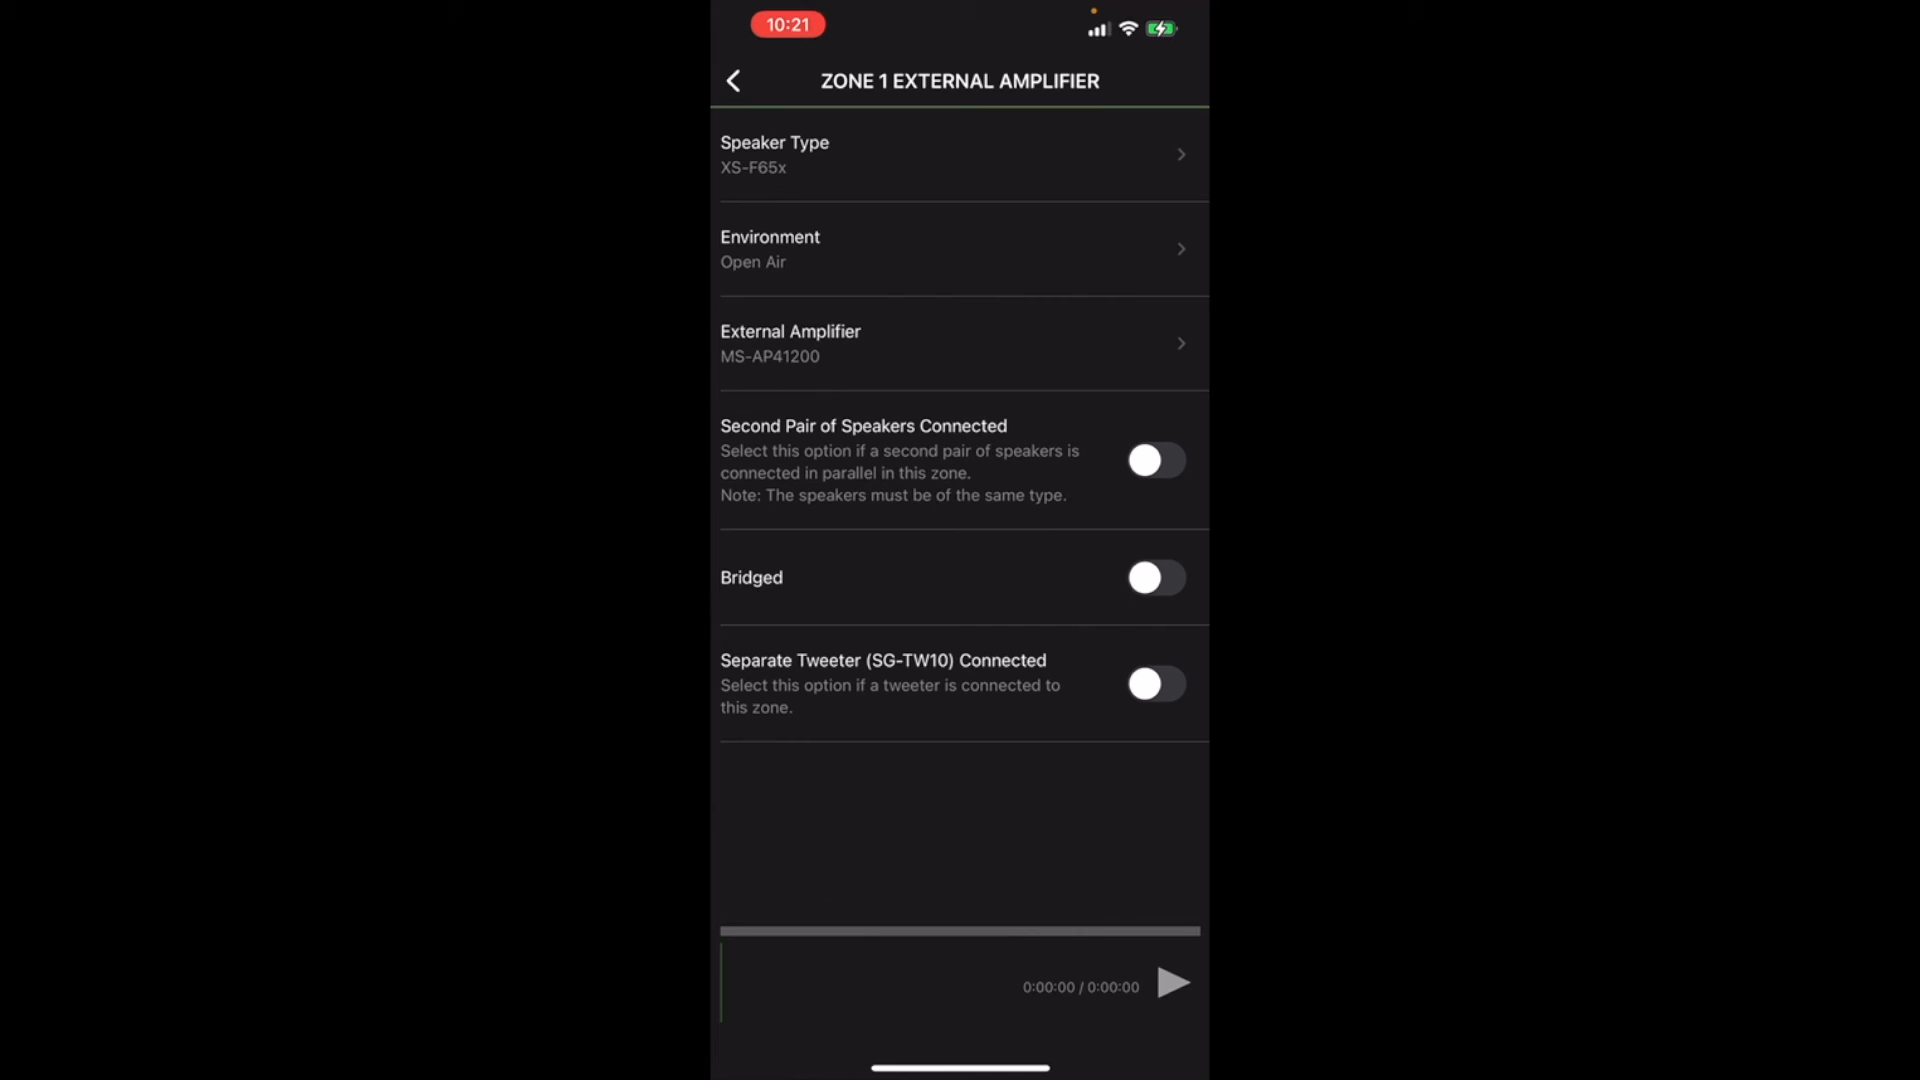 10:21
ZONE 1 EXTERNAL AMPLIFIER
Speaker Type
XS-F65x
Environment
Open Air
External Amplifier
MS-AP41200
Second Pair of Speakers Connected
Select this option if a second pair of speakers is
connected in parallel in this zone.
Note: The speakers must be of the same type.
Bridged
Separate Tweeter (SG-TW10) Connected
Select this option if a tweeter is connected to
this zone.
0:00:00 / 0:00:00